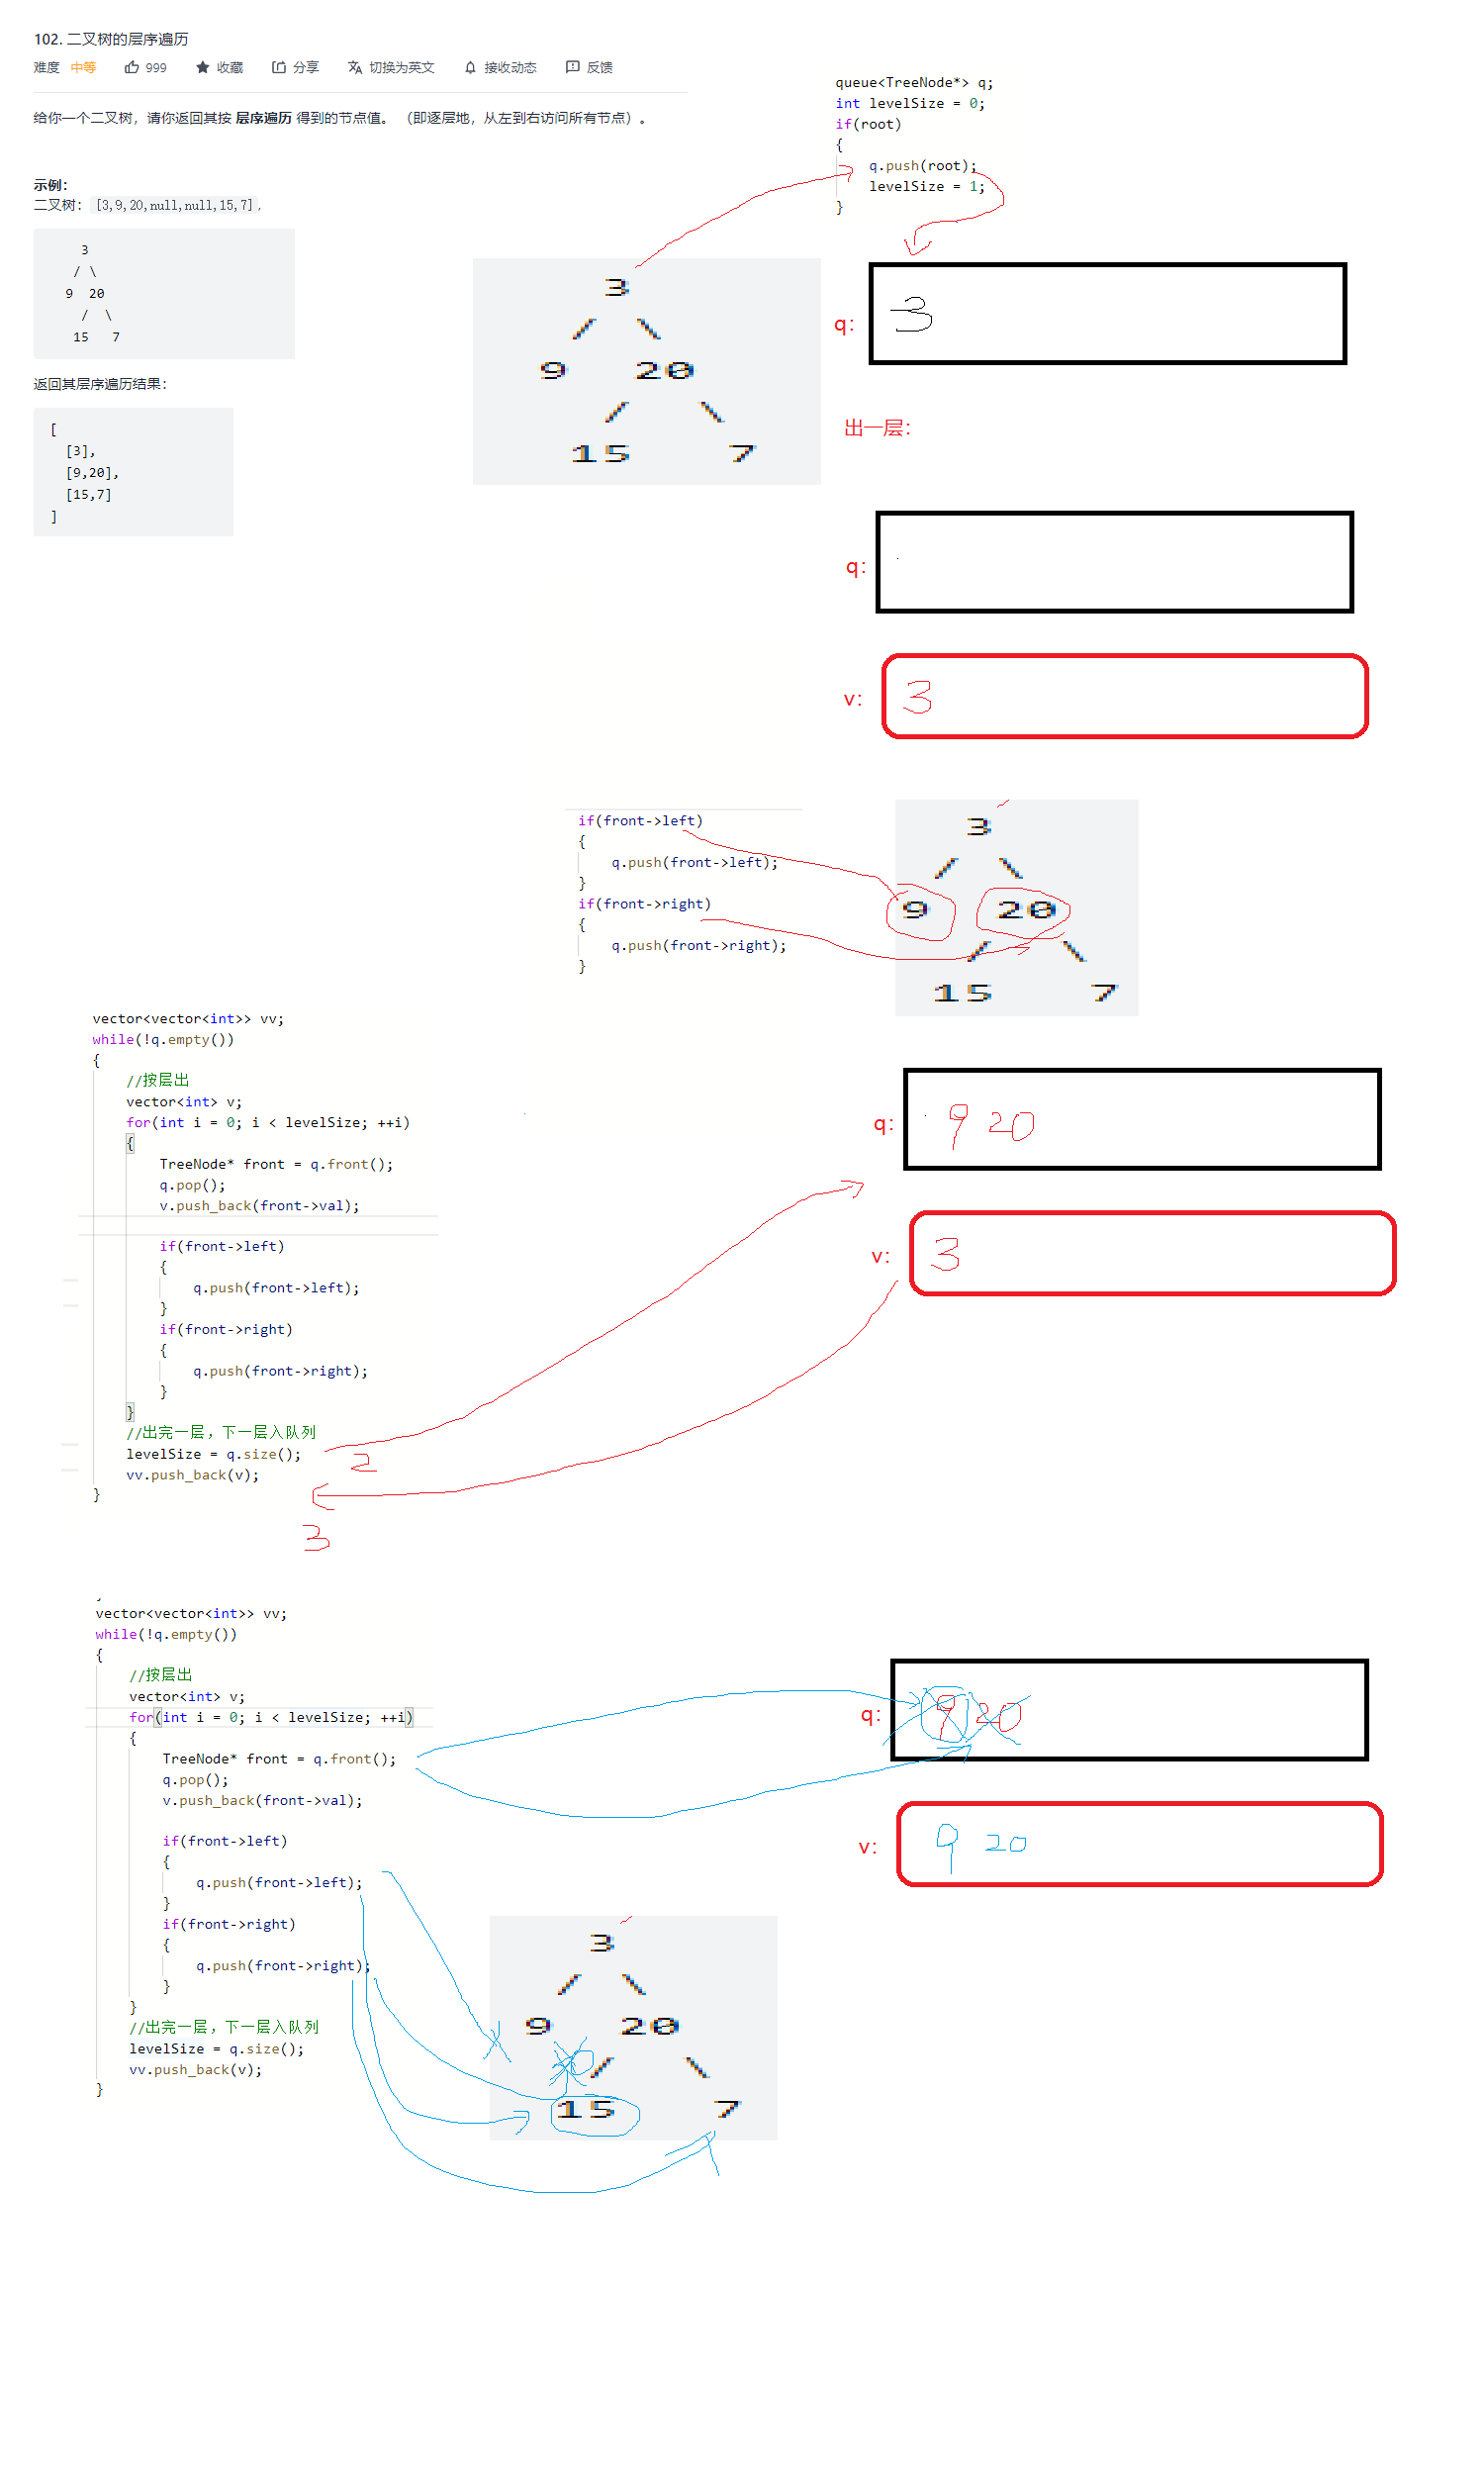 102. 二叉树的层序遍历
难度 中等 999 收藏 分享 切换为英文 接收动态 反馈
给你一个二叉树，请你返回其按 层序遍历 得到的节点值。 （即逐层地，从左到右访问所有节点）。
示例：
二叉树：[3,9,20,null,null,15,7],
3
/ \
9 20
/ \
15 7
返回其层序遍历结果：
[
[3],
[9,20],
[15,7]
]
queue<TreeNode*> q;
int levelSize = 0;
if(root)
{
q.push(root);
levelSize = 1;
}
3
/ \
9 20
/ \
15 7
q:
3
出一层：
q:
v:
3
if(front->left)
{
q.push(front->left);
}
if(front->right)
{
q.push(front->right);
}
3
/ \
9 20
/ \
15 7
vector<vector<int>> vv;
while(!q.empty())
{
//按层出
vector<int> v;
for(int i = 0; i < levelSize; ++i)
{
TreeNode* front = q.front();
q.pop();
v.push_back(front->val);
if(front->left)
{
q.push(front->left);
}
if(front->right)
{
q.push(front->right);
}
}
//出完一层，下一层入队列
levelSize = q.size();
vv.push_back(v);
}
2
3
q:
9 20
v:
3
vector<vector<int>> vv;
while(!q.empty())
{
//按层出
vector<int> v;
for(int i = 0; i < levelSize; ++i)
{
TreeNode* front = q.front();
q.pop();
v.push_back(front->val);
if(front->left)
{
q.push(front->left);
}
if(front->right)
{
q.push(front->right);
}
}
//出完一层，下一层入队列
levelSize = q.size();
vv.push_back(v);
}
q:
9 20
v:
9 20
3
/ \
9 20
/ \
15 7